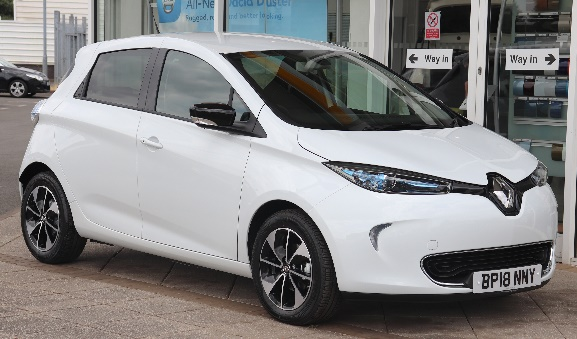 All-New Dacia Duster
Way in
Way in
BP18 NNY